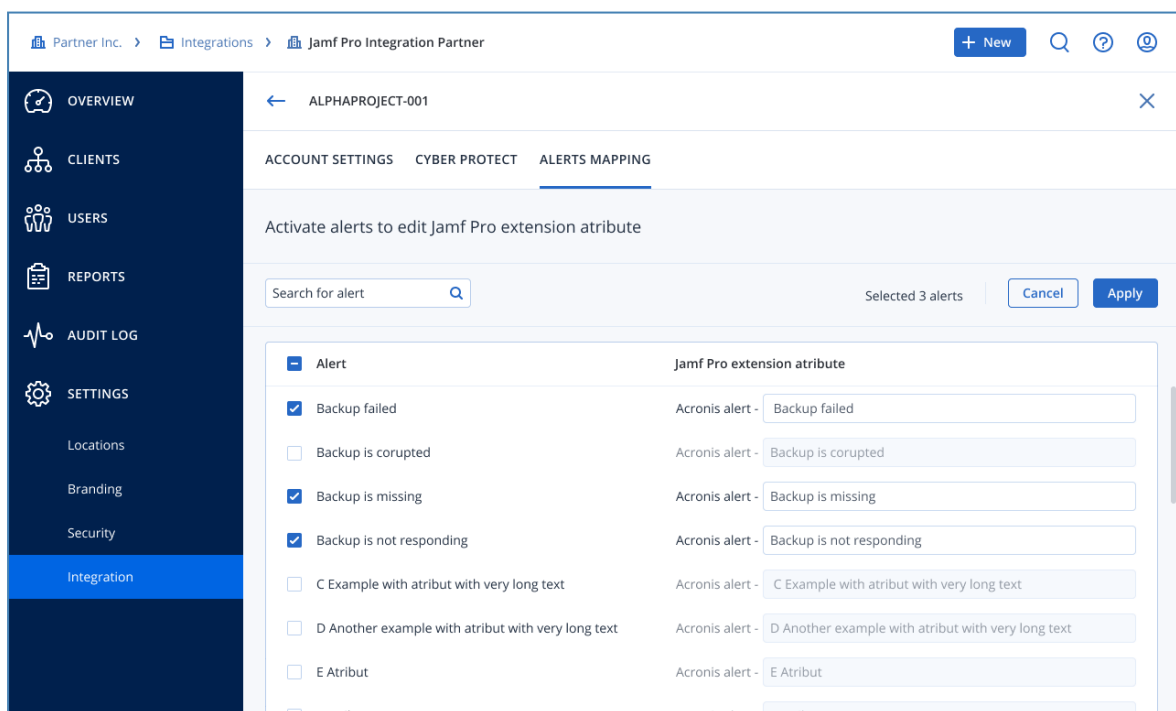 Partner Inc. > Integrations > Jamf Pro Integration Partner
+ New
OVERVIEW
CLIENTS
USERS
REPORTS
AUDIT LOG
SETTINGS
Locations
Branding
Security
Integration
ALPHAPROJECT-001
ACCOUNT SETTINGS CYBER PROTECT ALERTS MAPPING
Activate alerts to edit Jamf Pro extension atribute
Search for alert
Selected 3 alerts
Cancel
Apply
Alert Jamf Pro extension atribute
Backup failed Acronis alert - Backup failed
Backup is corupted Acronis alert - Backup is corupted
Backup is missing Acronis alert - Backup is missing
Backup is not responding Acronis alert - Backup is not responding
C Example with atribut with very long text Acronis alert - C Example with atribut with very long text
D Another example with atribut with very long text Acronis alert - D Another example with atribut with very long text
E Atribut Acronis alert - E Atribut